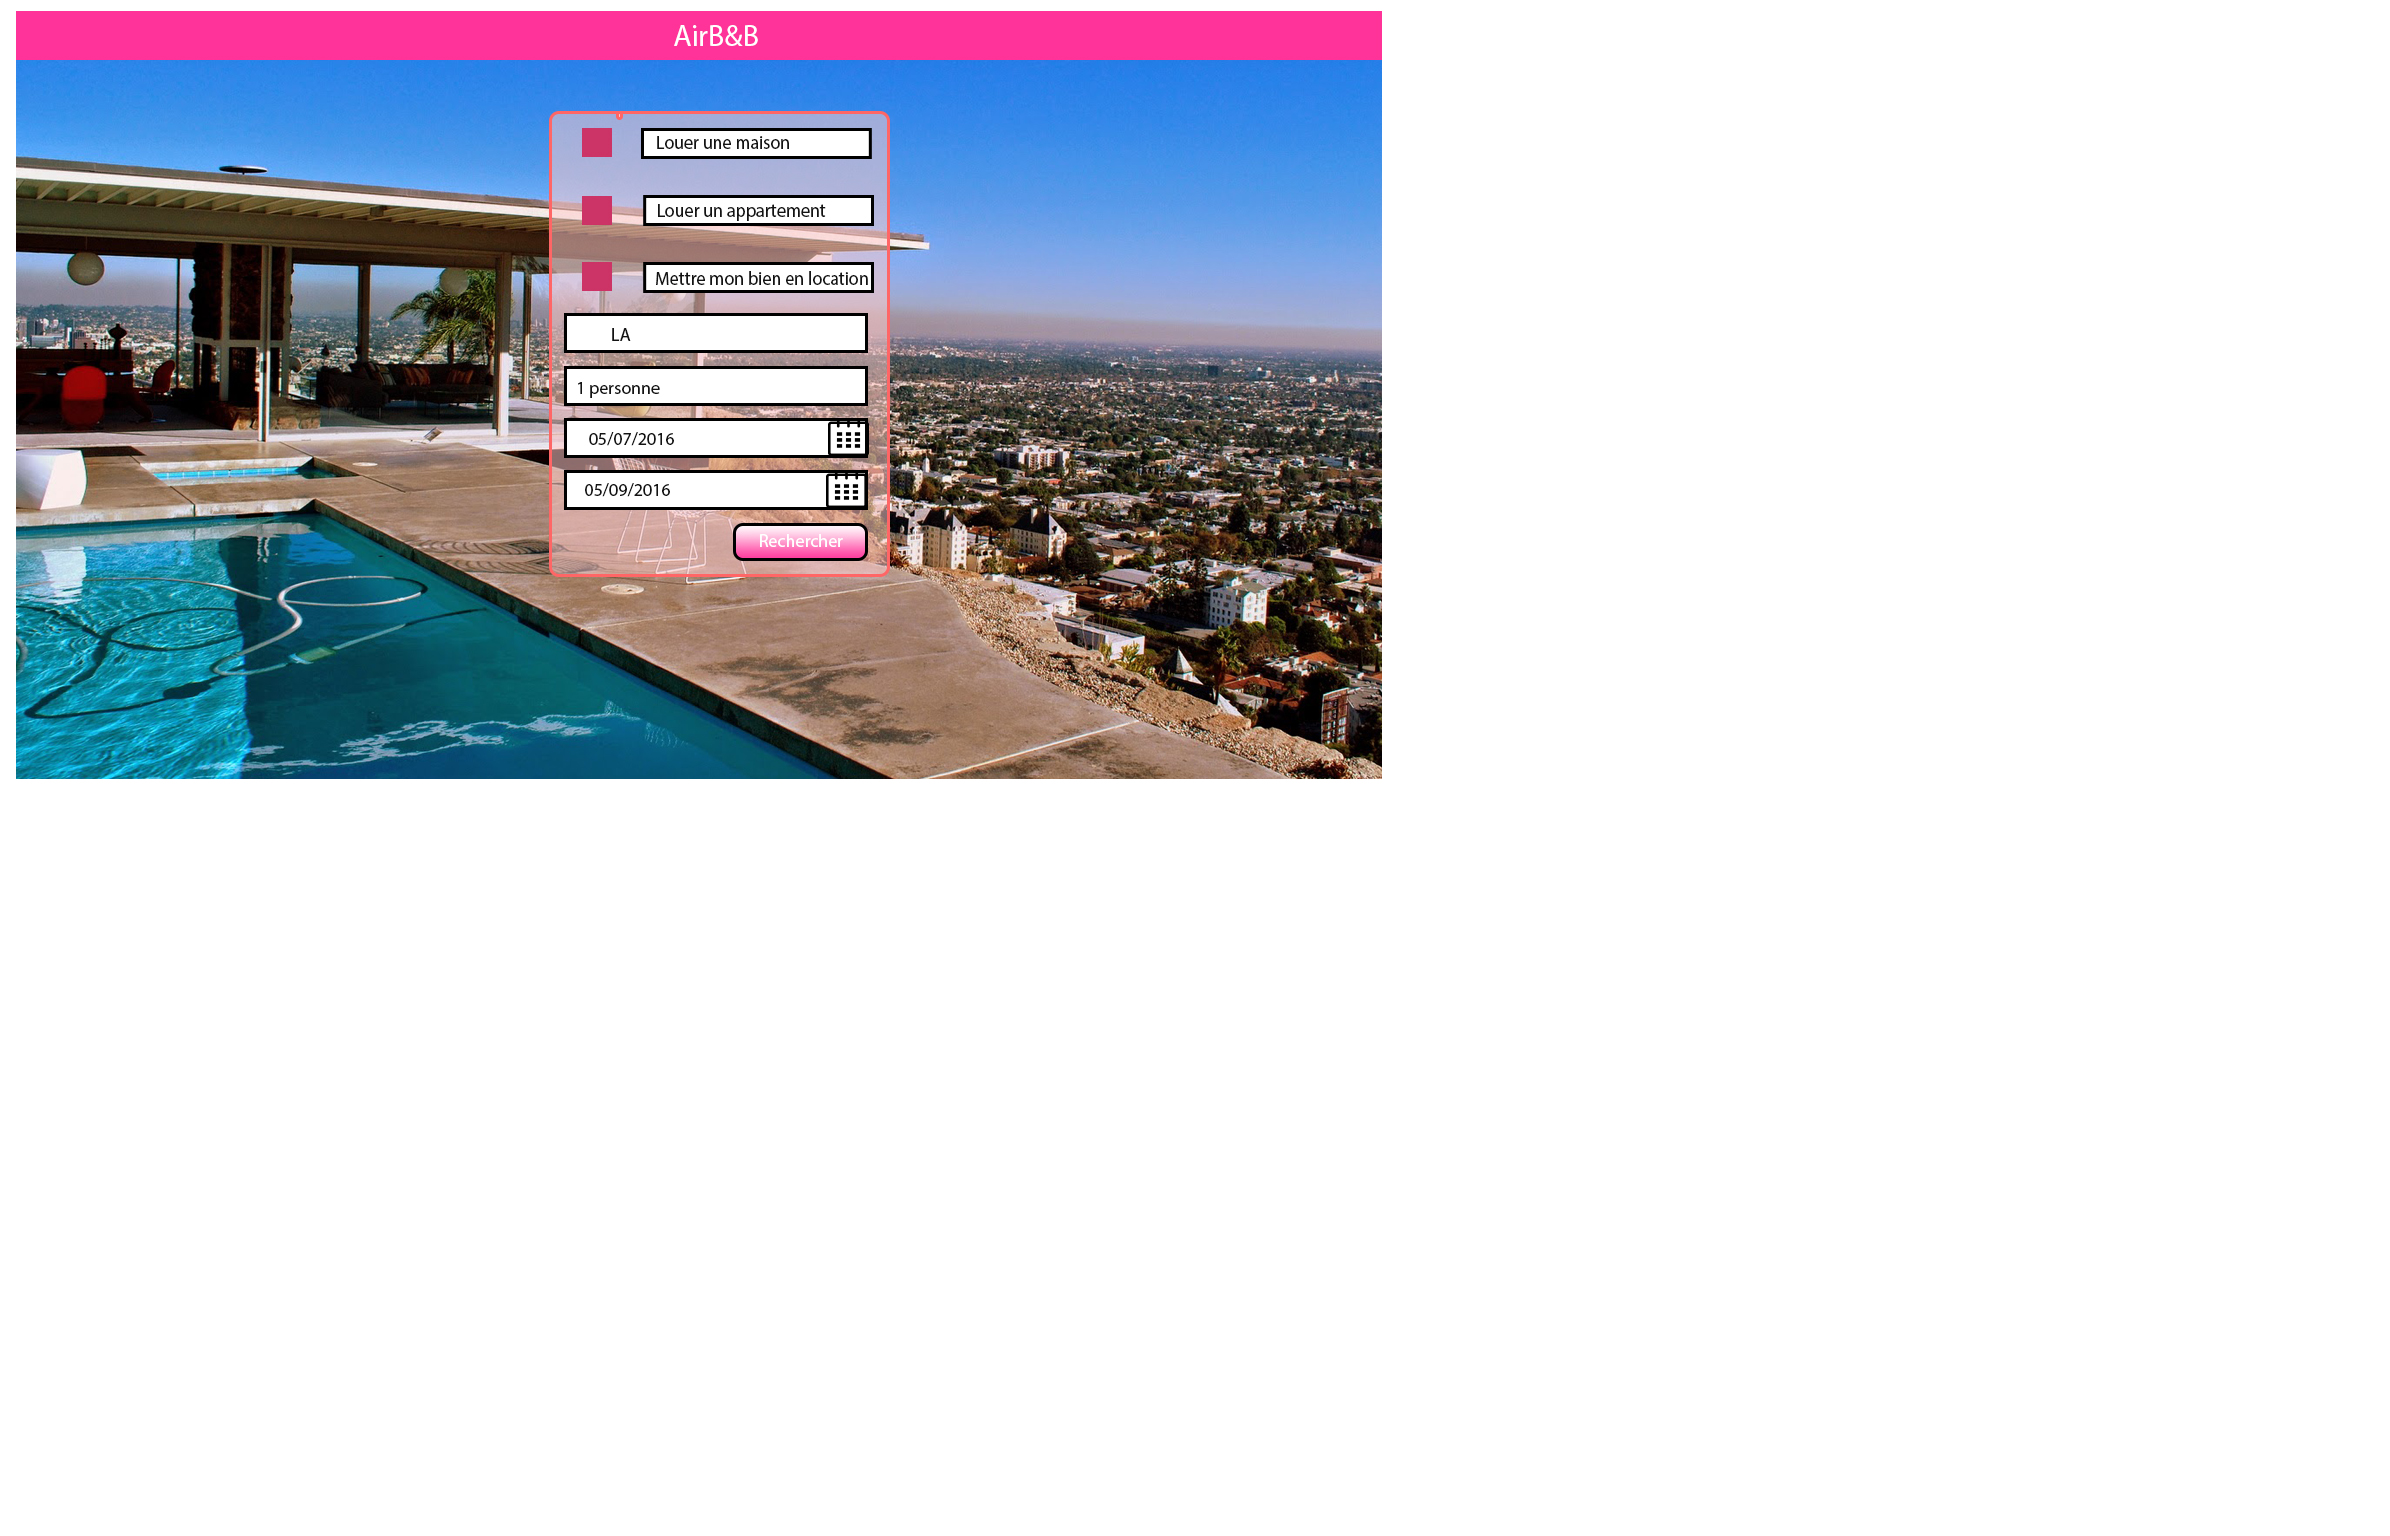 AirB&B
Louer une maison
Louer un appartement
Mettre mon bien en location
LA
1 personne
05/07/2016
05/09/2016
Rechercher